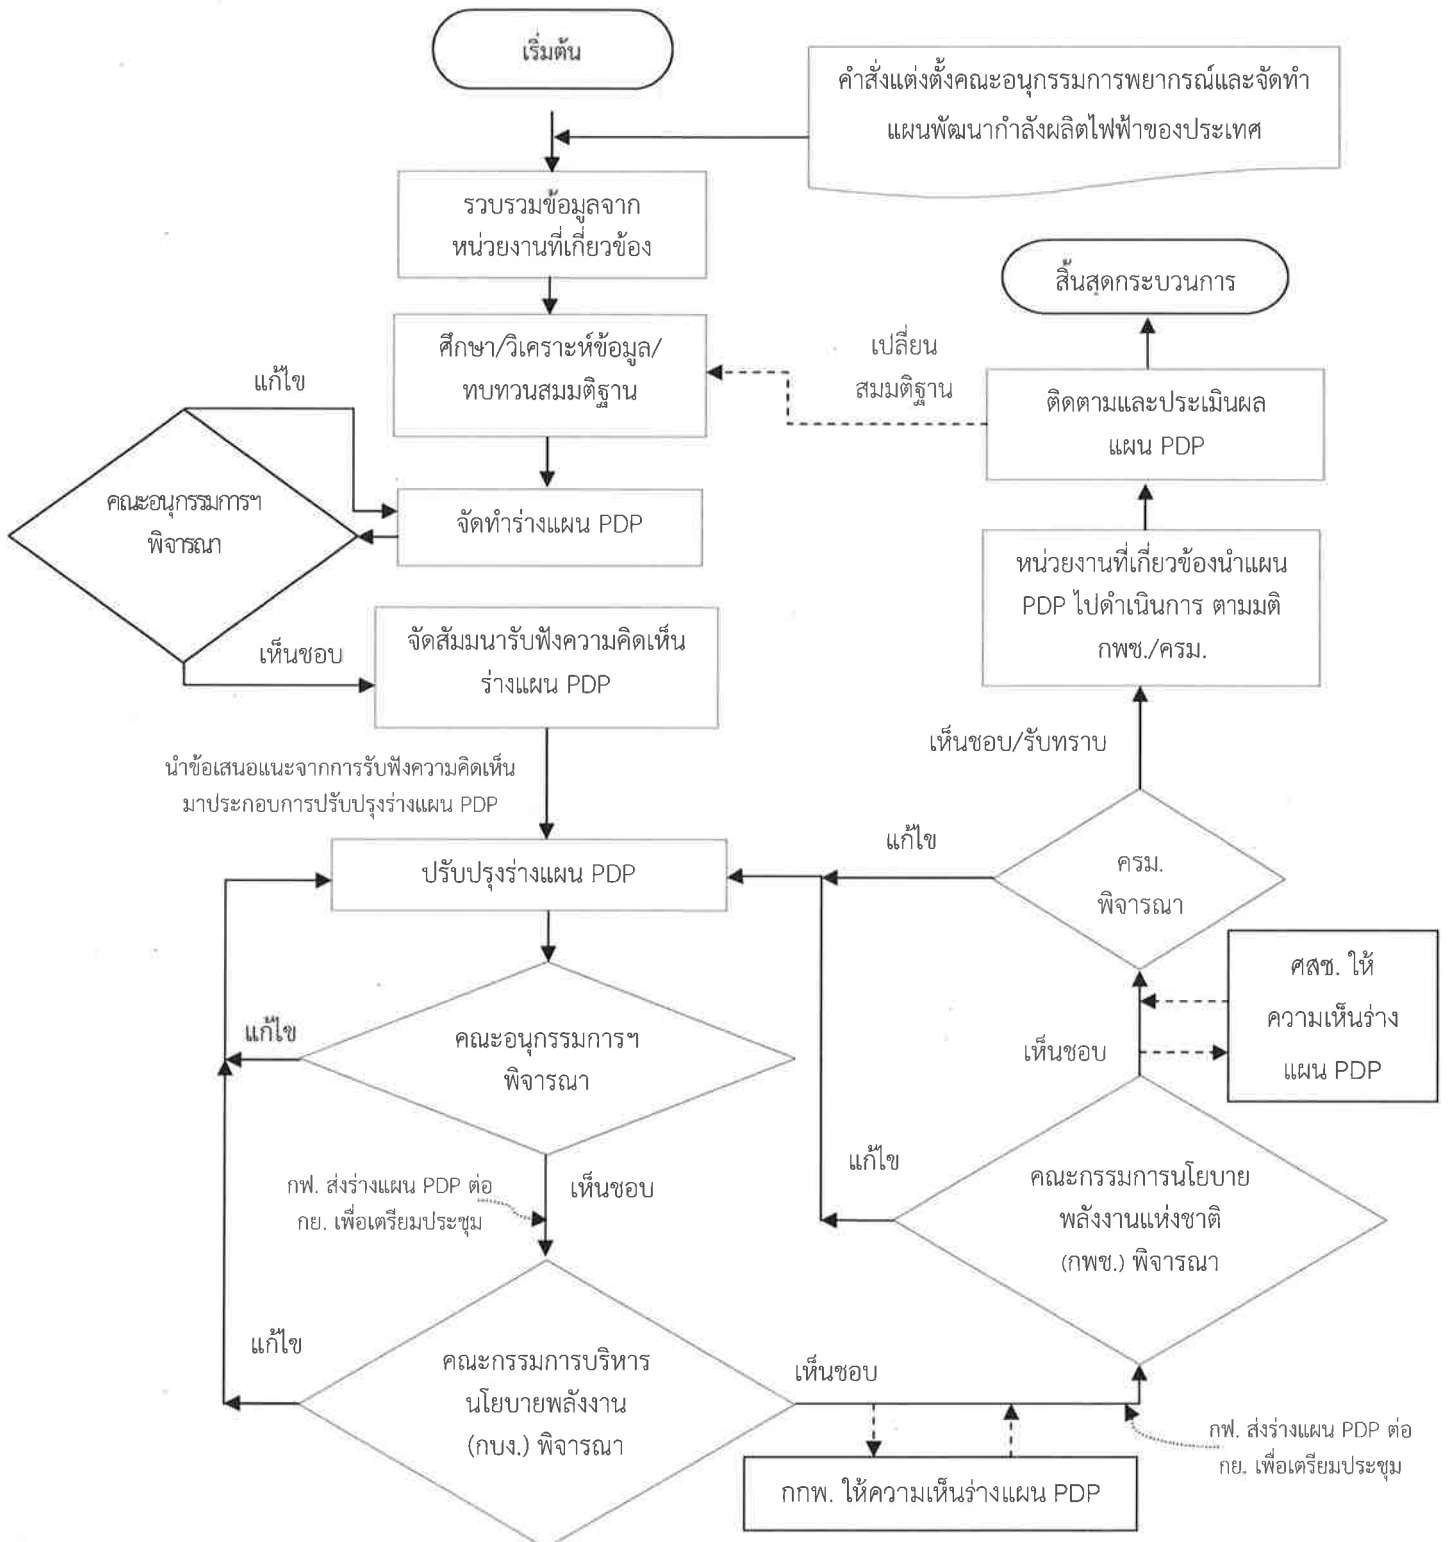 เริ่มต้น
คำสั่งแต่งตั้งคณะอนุกรรมการพยากรณ์และจัดทำ
แผนพัฒนากำลังผลิตไฟฟ้าของประเทศ
รวบรวมข้อมูลจาก
หน่วยงานที่เกี่ยวข้อง
สิ้นสุดกระบวนการ
ศึกษา/วิเคราะห์ข้อมูล/
ทบทวนสมมติฐาน
เปลี่ยน
สมมติฐาน
ติดตามและประเมินผล
แผน PDP
แก้ไข
คณะอนุกรรมการฯ
พิจารณา
จัดทำร่างแผน PDP
หน่วยงานที่เกี่ยวข้องนำแผน
PDP ไปดำเนินการ ตามมติ
กพช./ครม.
เห็นชอบ
จัดสัมมนารับฟังความคิดเห็น
ร่างแผน PDP
เห็นชอบ/รับทราบ
นำข้อเสนอแนะจากการรับฟังความคิดเห็น
มาประกอบการปรับปรุงร่างแผน PDP
ปรับปรุงร่างแผน PDP
แก้ไข
ครม.
พิจารณา
ศสช. ให้
ความเห็นร่าง
แผน PDP
แก้ไข
คณะอนุกรรมการฯ
พิจารณา
เห็นชอบ
กฟ. ส่งร่างแผน PDP ต่อ
กย. เพื่อเตรียมประชุม
เห็นชอบ
แก้ไข
คณะกรรมการนโยบาย
พลังงานแห่งชาติ
(กพช.) พิจารณา
แก้ไข
คณะกรรมการบริหาร
นโยบายพลังงาน
(กบง.) พิจารณา
เห็นชอบ
กฟ. ส่งร่างแผน PDP ต่อ
กย. เพื่อเตรียมประชุม
กกพ. ให้ความเห็นร่างแผน PDP